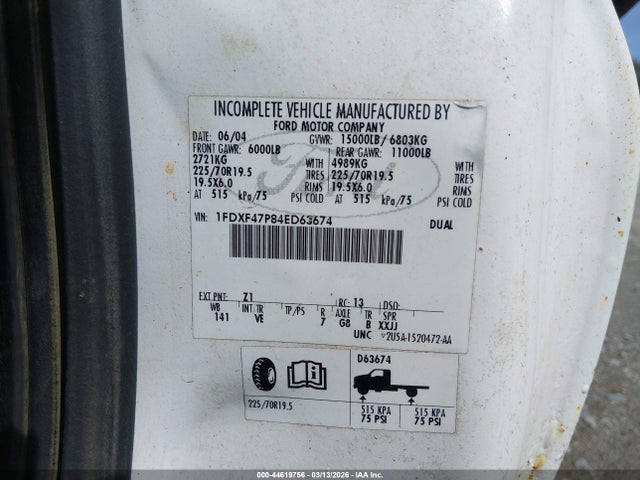 INCOMPLETE VEHICLE MANUFACTURED BY
FORD MOTOR COMPANY
DATE: 06/04 GVWR: 15000LB/ 6803KG
FRONT GAWR: 6000LB REAR GAWR: 11000LB
2721KG WITH 4989KG WITH
225/70R19.5 TIRES 225/70R19.5 TIRES
19.5X6.0 RIMS 19.5X6.0 RIMS
AT 515 kPa/75 PSI COLD AT 515 kPa/75 PSI COLD
VIN: 1FDXF47P84ED63674 DUAL
EXT PNT: Z1 RC: 13 DSO:
WB INT TR TP/PS R AXLE TR SPR
141 VE 7 G8 B XXJJ
UNC 2U5A-1520472-AA
D63674
225/70R19.5
515 KPA 515 KPA
75 PSI 75 PSI
000-44619756 - 03/13/2026 - IAA Inc.